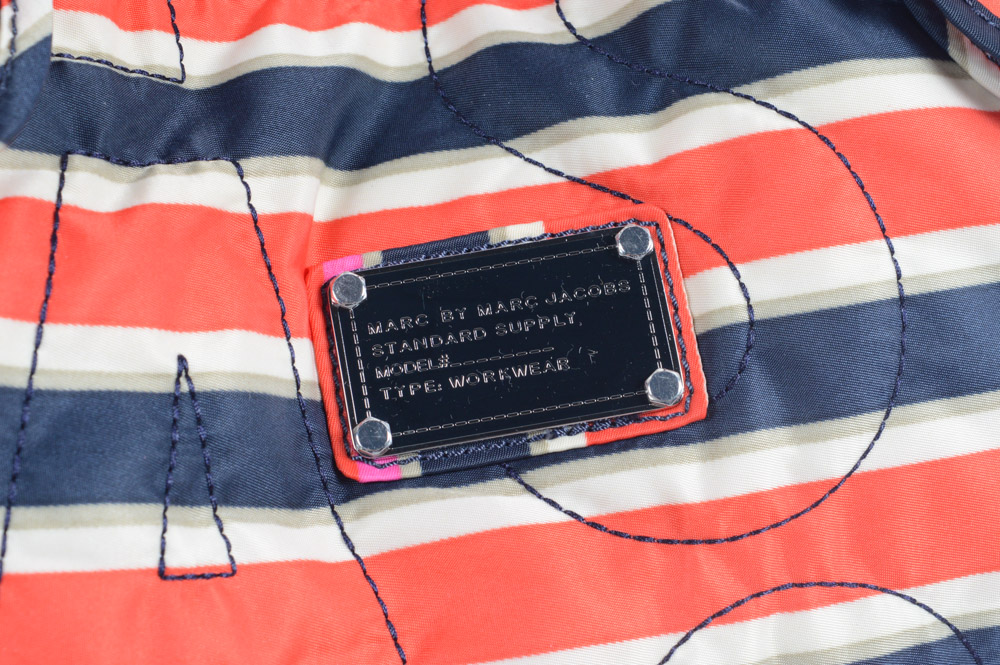 MARC BY MARC JACOBS
STANDARD SUPPLY
MODEL#
TYPE: WORKWEAR